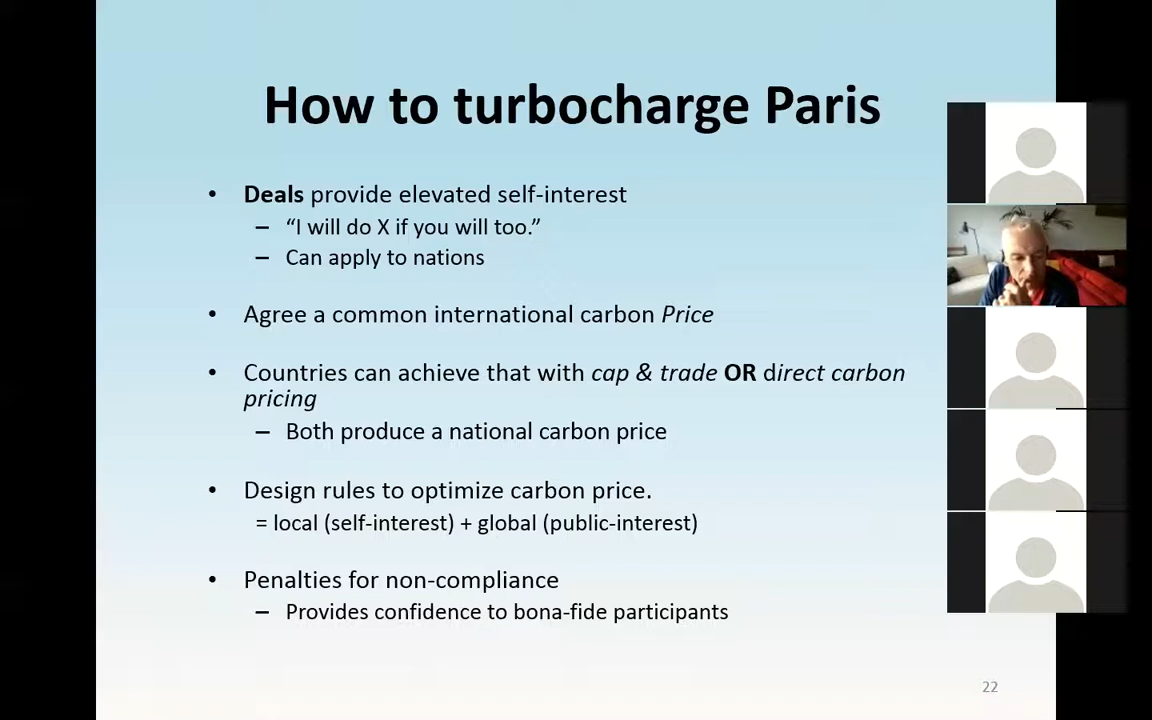 How to turbocharge Paris
• Deals provide elevated self-interest
– “I will do X if you will too.”
– Can apply to nations
• Agree a common international carbon Price
• Countries can achieve that with cap & trade OR direct carbon
pricing
– Both produce a national carbon price
• Design rules to optimize carbon price.
= local (self-interest) + global (public-interest)
• Penalties for non-compliance
– Provides confidence to bona-fide participants
22